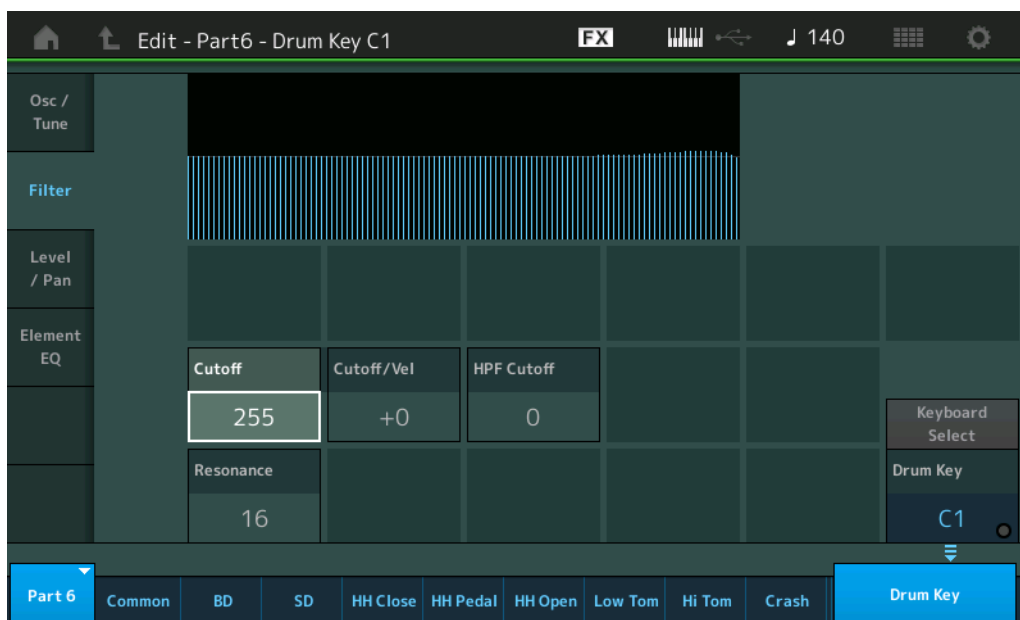 Edit - Part6 - Drum Key C1
FX
♩ 140
Osc /
Tune
Filter
Level
/ Pan
Element
EQ
Cutoff
Cutoff/Vel
HPF Cutoff
255
+0
0
Keyboard
Select
Resonance
Drum Key
16
C1
Part 6
Common
BD
SD
HH Close
HH Pedal
HH Open
Low Tom
Hi Tom
Crash
Drum Key